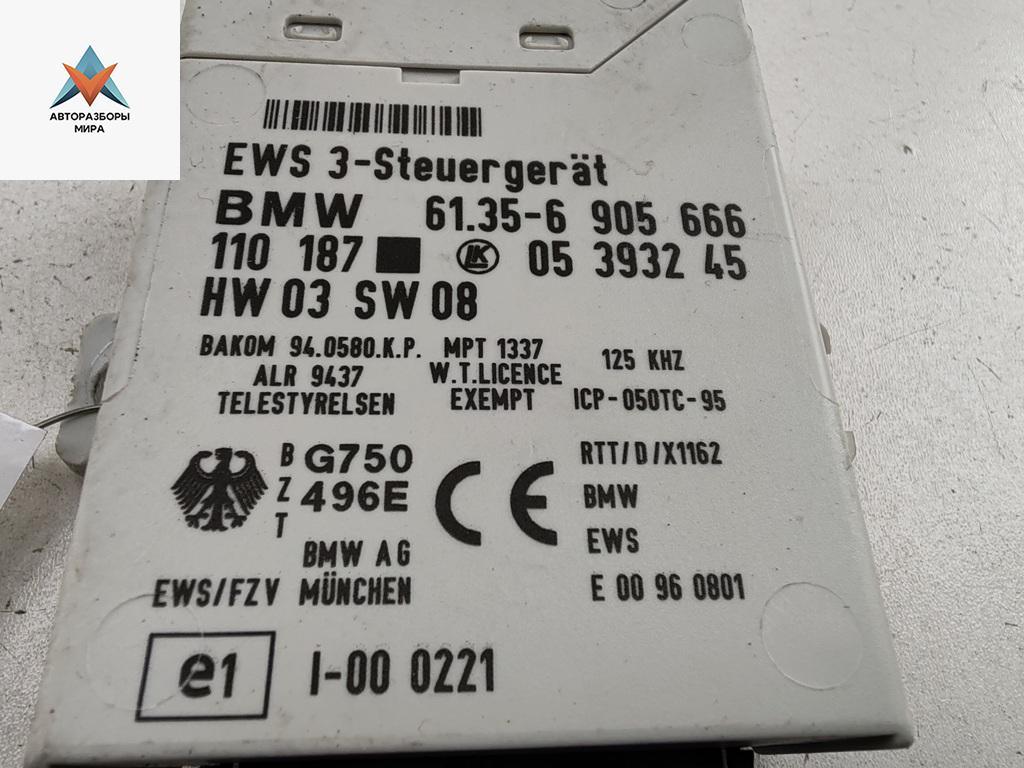 АВТОРАЗБОРЫ
МИРА
EWS 3-Steuergerät
BMW 61.35-6 905 666
110 187 LK 05 3932 45
HW 03 SW 08
BAKOM 94.0580.K.P. MPT 1337 125 KHZ
ALR 9437 W.T.LICENCE
TELESTYRELSEN EXEMPT ICP-050TC-95
BZT G750 496E CE RTT/D/X1162
BMW
EWS
BMW AG
EWS/FZV MÜNCHEN E 00 96 0801
e1 I-00 0221